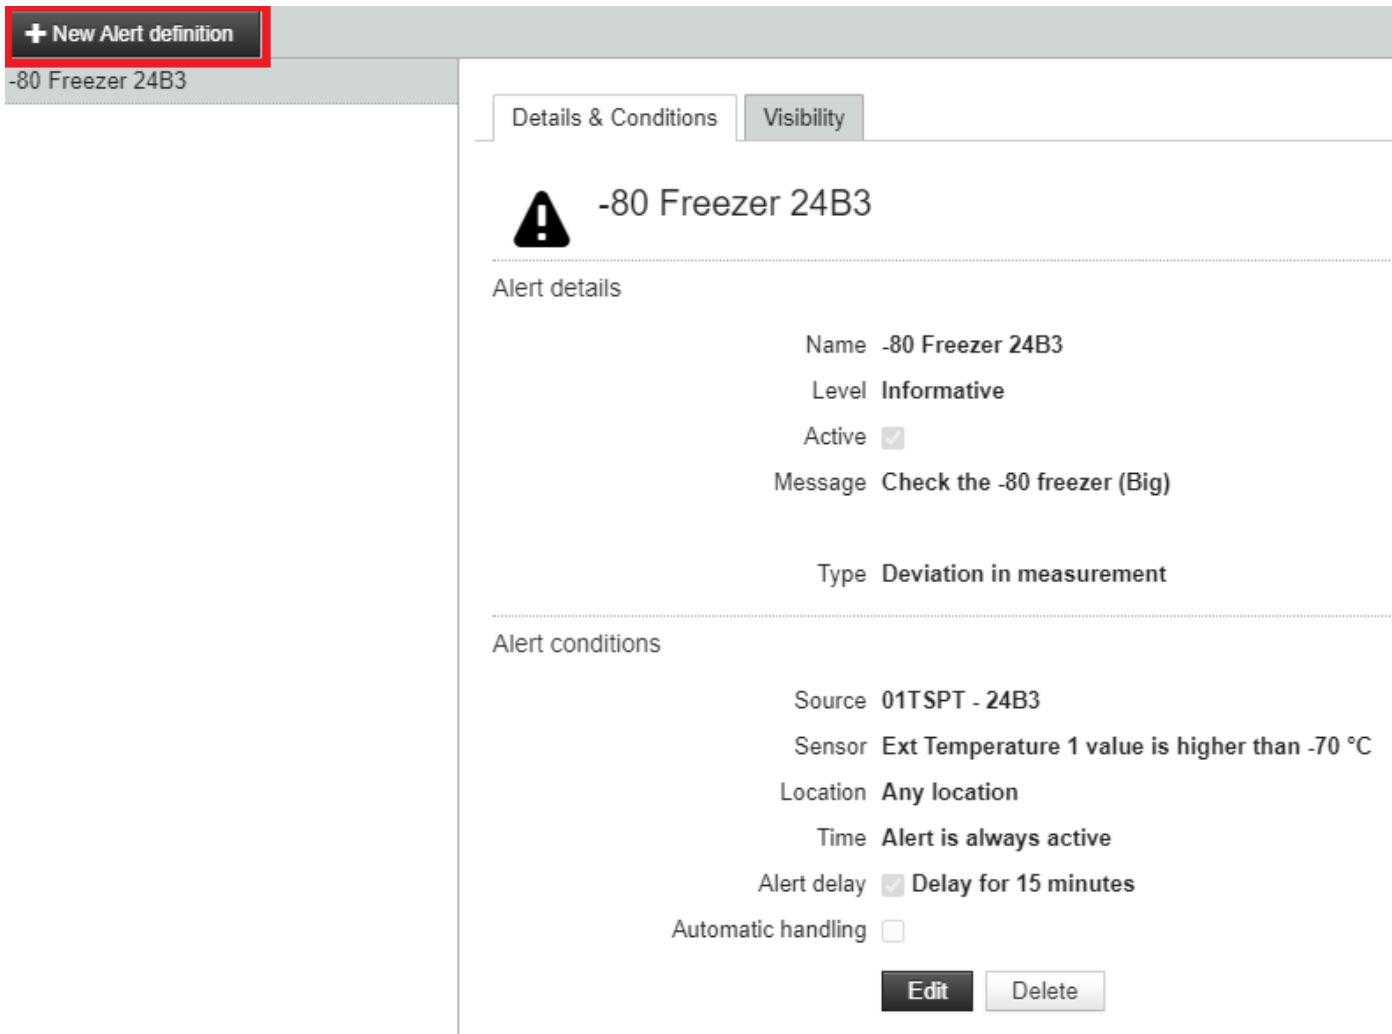 New Alert definition
-80 Freezer 24B3
Details & Conditions
Visibility
-80 Freezer 24B3
Alert details
Name -80 Freezer 24B3
Level Informative
Active
Message Check the -80 freezer (Big)
Type Deviation in measurement
Alert conditions
Source 01TSPT - 24B3
Sensor Ext Temperature 1 value is higher than -70 °C
Location Any location
Time Alert is always active
Alert delay Delay for 15 minutes
Automatic handling
Edit
Delete